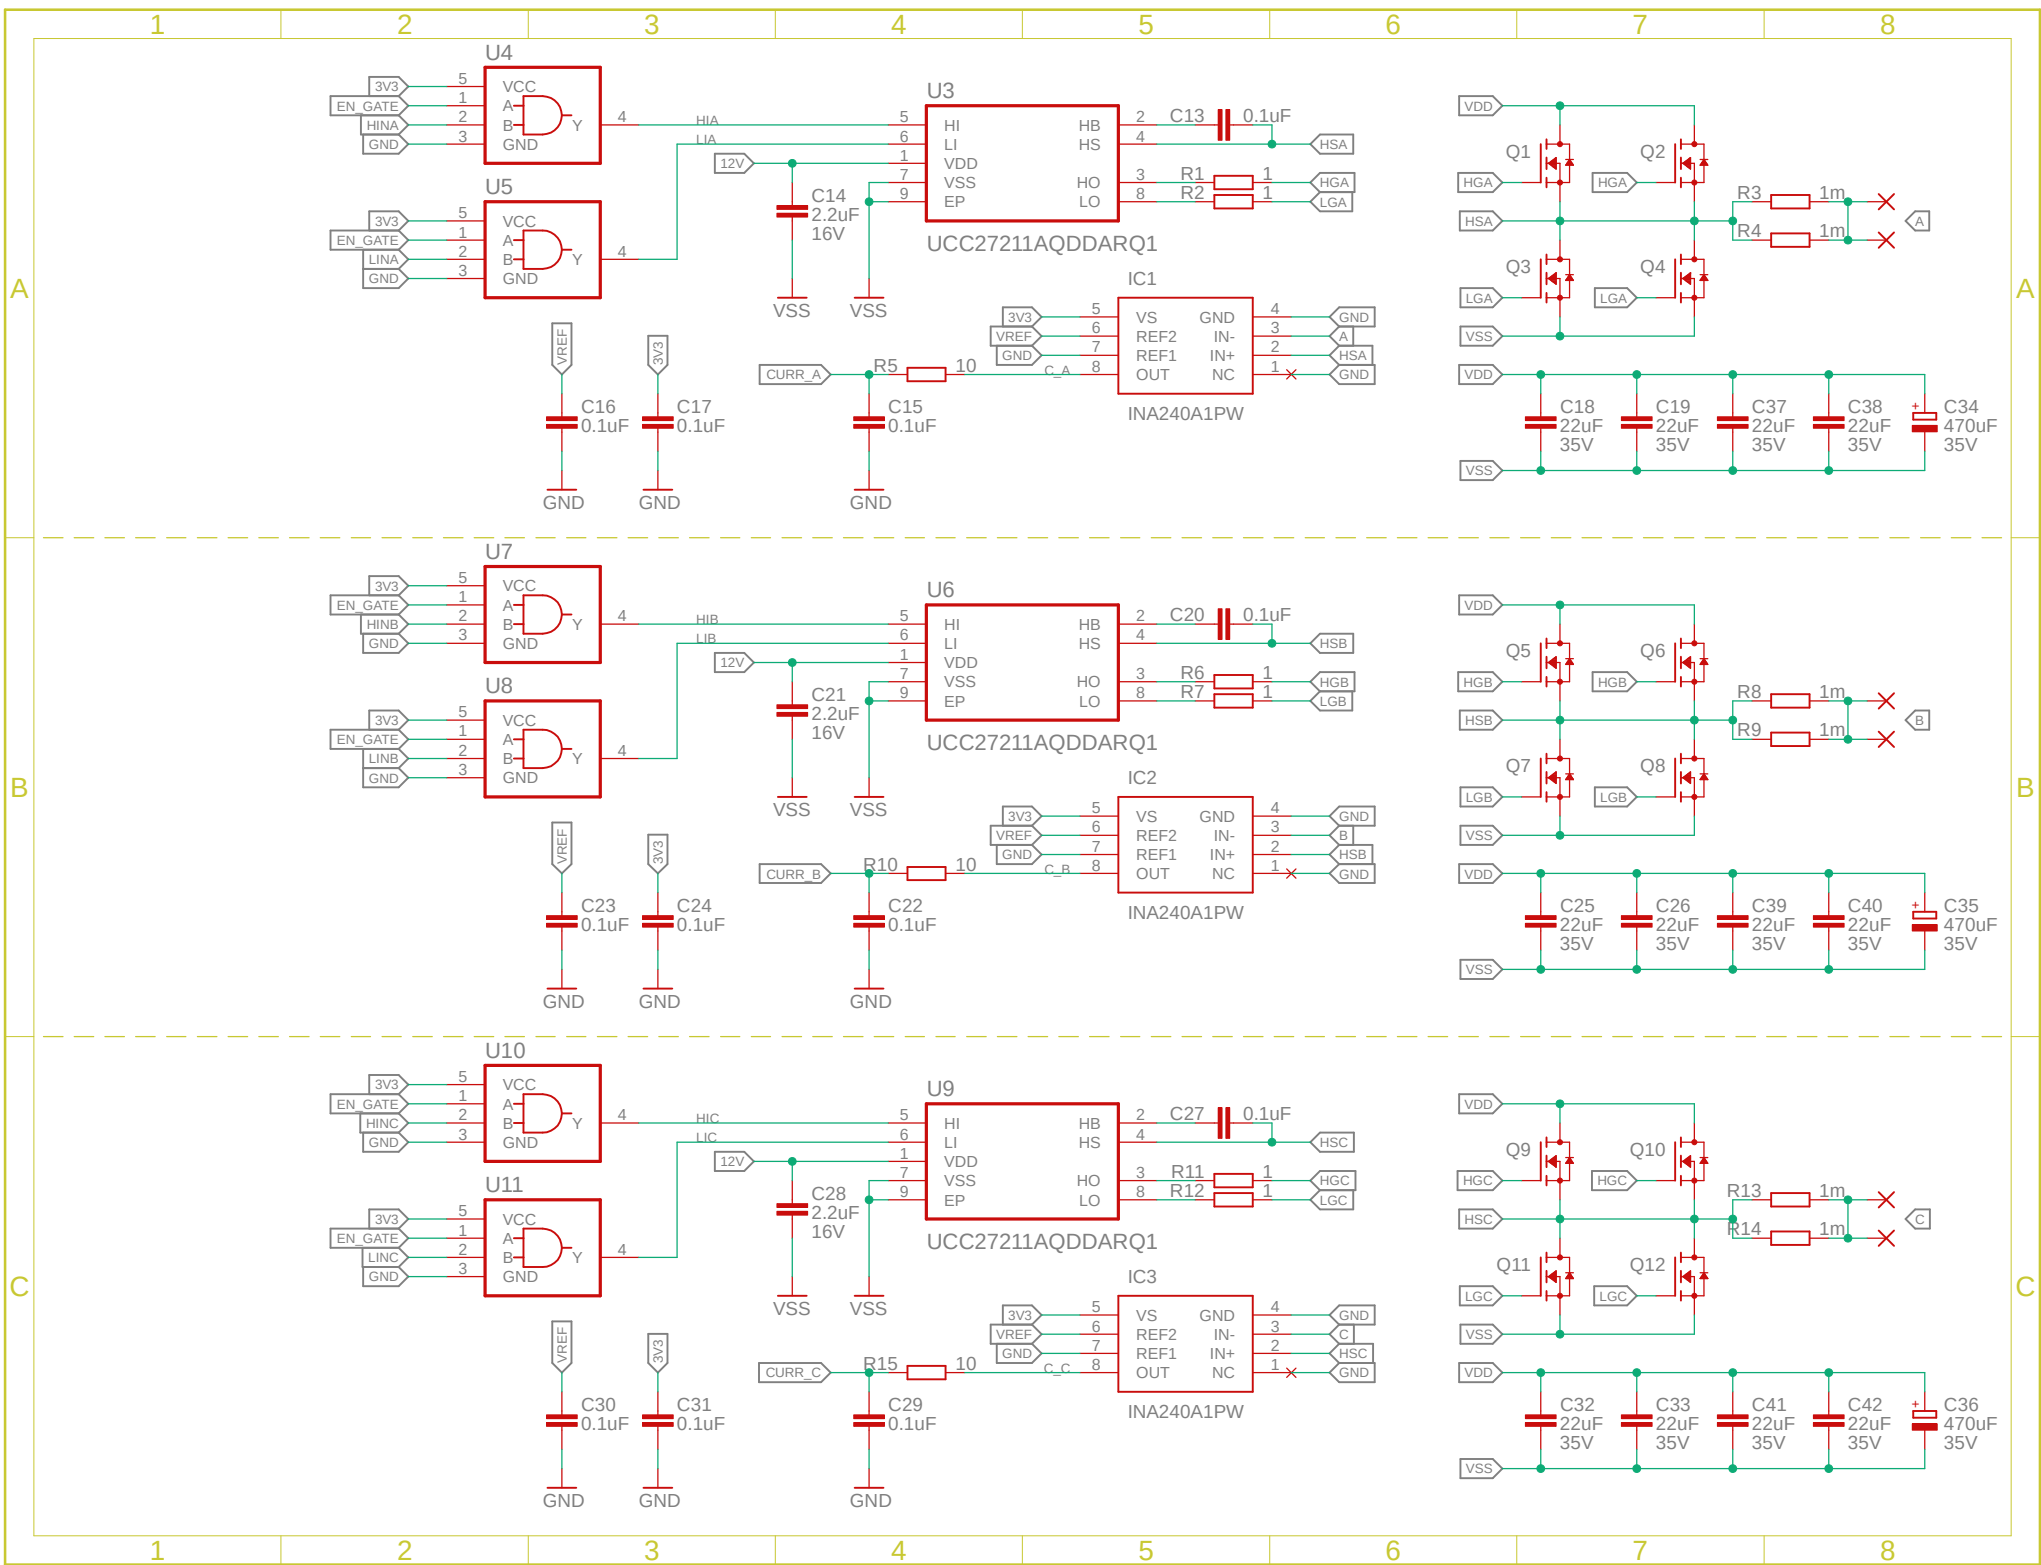 1 2 3 4 5 6 7 8
A
U4
3V3 5 VCC
EN_GATE 1 A
HINA 2 B Y 4 HIA
GND 3 GND
U5
3V3 5 VCC
EN_GATE 1 A
LINA 2 B Y 4 LIA
GND 3 GND
U3
5 HI HB 2 C13 0.1uF
6 LI HS 4 HSA
12V 1 VDD
7 VSS HO 3 R1 1 HGA
9 EP LO 8 R2 1 LGA
UCC27211AQDDARQ1
C14
2.2uF
16V
VSS VSS
IC1
3V3 5 VS GND 4 GND
VREF 6 REF2 IN- 3 A
GND 7 REF1 IN+ 2 HSA
CURR_A R5 10 C_A 8 OUT NC 1 GND
INA240A1PW
VREF 3V3
C16 C17 C15
0.1uF 0.1uF 0.1uF
GND GND GND
VDD
Q1 Q2
HGA HGA
R3 1m
HSA A
R4 1m
Q3 Q4
LGA LGA
VSS
VDD
C18 C19 C37 C38 + C34
22uF 22uF 22uF 22uF 470uF
35V 35V 35V 35V 35V
VSS
A
B
U7
3V3 5 VCC
EN_GATE 1 A
HINB 2 B Y 4 HIB
GND 3 GND
U8
3V3 5 VCC
EN_GATE 1 A
LINB 2 B Y 4 LIB
GND 3 GND
U6
5 HI HB 2 C20 0.1uF
6 LI HS 4 HSB
12V 1 VDD
7 VSS HO 3 R6 1 HGB
9 EP LO 8 R7 1 LGB
UCC27211AQDDARQ1
C21
2.2uF
16V
VSS VSS
IC2
3V3 5 VS GND 4 GND
VREF 6 REF2 IN- 3 B
GND 7 REF1 IN+ 2 HSB
CURR_B R10 10 C_B 8 OUT NC 1 GND
INA240A1PW
VREF 3V3
C23 C24 C22
0.1uF 0.1uF 0.1uF
GND GND GND
VDD
Q5 Q6
HGB HGB
R8 1m
HSB B
R9 1m
Q7 Q8
LGB LGB
VSS
VDD
C25 C26 C39 C40 + C35
22uF 22uF 22uF 22uF 470uF
35V 35V 35V 35V 35V
VSS
B
C
U10
3V3 5 VCC
EN_GATE 1 A
HINC 2 B Y 4 HIC
GND 3 GND
U11
3V3 5 VCC
EN_GATE 1 A
LINC 2 B Y 4 LIC
GND 3 GND
U9
5 HI HB 2 C27 0.1uF
6 LI HS 4 HSC
12V 1 VDD
7 VSS HO 3 R11 1 HGC
9 EP LO 8 R12 1 LGC
UCC27211AQDDARQ1
C28
2.2uF
16V
VSS VSS
IC3
3V3 5 VS GND 4 GND
VREF 6 REF2 IN- 3 C
GND 7 REF1 IN+ 2 HSC
CURR_C R15 10 C_C 8 OUT NC 1 GND
INA240A1PW
VREF 3V3
C30 C31 C29
0.1uF 0.1uF 0.1uF
GND GND GND
VDD
Q9 Q10
HGC HGC
R13 1m
HSC C
R14 1m
Q11 Q12
LGC LGC
VSS
VDD
C32 C33 C41 C42 + C36
22uF 22uF 22uF 22uF 470uF
35V 35V 35V 35V 35V
VSS
C
1 2 3 4 5 6 7 8